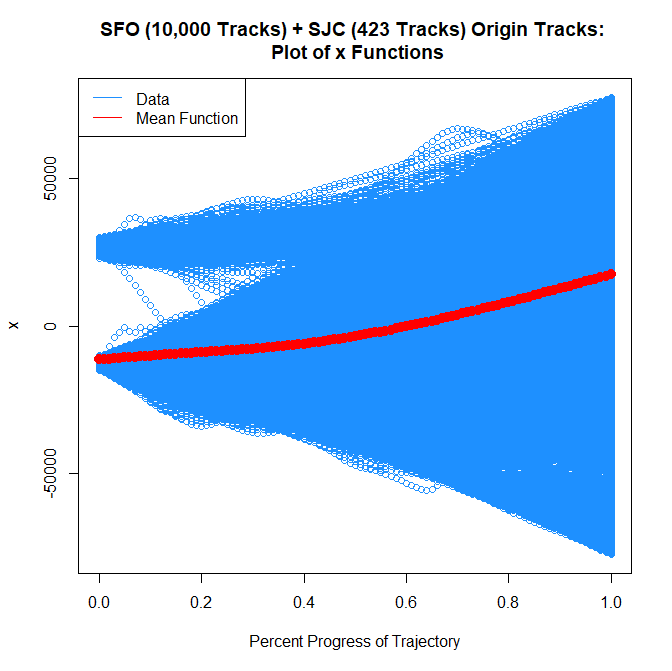 SFO (10,000 Tracks) + SJC (423 Tracks) Origin Tracks:
Plot of x Functions
Data
Mean Function
50000
0
-50000
x
0.0 0.2 0.4 0.6 0.8 1.0
Percent Progress of Trajectory